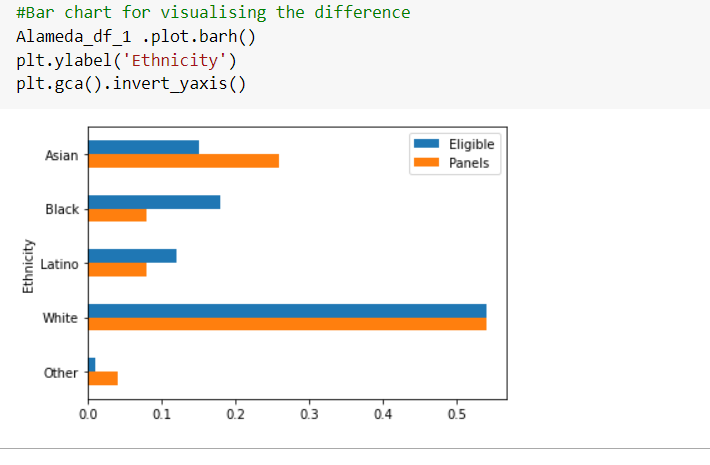 #Bar chart for visualising the difference
Alameda_df_1 .plot.barh()
plt.ylabel('Ethnicity')
plt.gca().invert_yaxis()
Eligible
Panels
Asian
Black
Latino
White
Other
Ethnicity
0.0 0.1 0.2 0.3 0.4 0.5